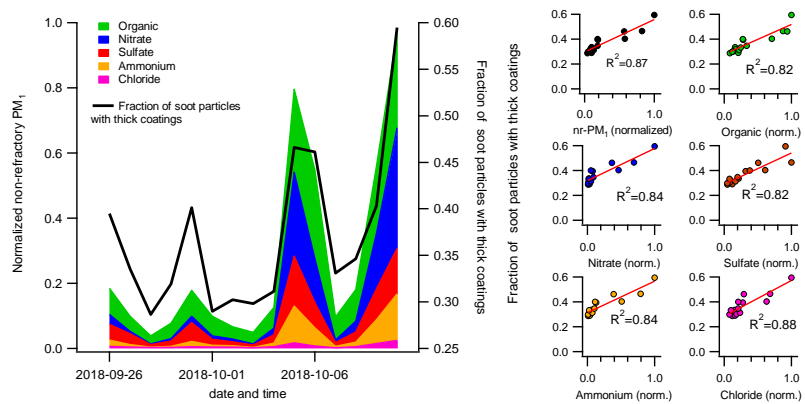 1.0
0.8
0.6
0.4
0.2
0.0
Normalized non-refractory PM1
Organic
Nitrate
Sulfate
Ammonium
Chloride
Fraction of soot particles
with thick coatings
0.60
0.55
0.50
0.45
0.40
0.35
0.30
0.25
Fraction of soot particles with thick coatings
2018-09-26
2018-10-01
2018-10-06
date and time
Fraction of soot particles with thick coatings
0.6
0.4
0.2
0.0
R2=0.87
0.0
1.0
nr-PM1 (normalized)
0.6
0.4
0.2
0.0
R2=0.82
0.0
1.0
Organic (norm.)
0.6
0.4
0.2
0.0
R2=0.84
0.0
1.0
Nitrate (norm.)
0.6
0.4
0.2
0.0
R2=0.82
0.0
1.0
Sulfate (norm.)
0.6
0.4
0.2
0.0
R2=0.84
0.0
1.0
Ammonium (norm.)
0.6
0.4
0.2
0.0
R2=0.88
0.0
1.0
Chloride (norm.)